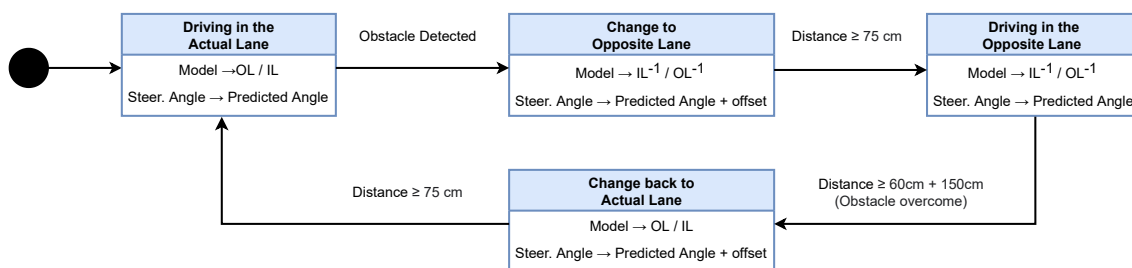 Driving in the
Actual Lane
Model →OL / IL
Steer. Angle → Predicted Angle
Obstacle Detected
Change to
Opposite Lane
Model → IL⁻¹ / OL⁻¹
Steer. Angle → Predicted Angle + offset
Distance ≥ 75 cm
Driving in the
Opposite Lane
Model → IL⁻¹ / OL⁻¹
Steer. Angle → Predicted Angle
Distance ≥ 60cm + 150cm
(Obstacle overcome)
Change back to
Actual Lane
Model → OL / IL
Steer. Angle → Predicted Angle + offset
Distance ≥ 75 cm